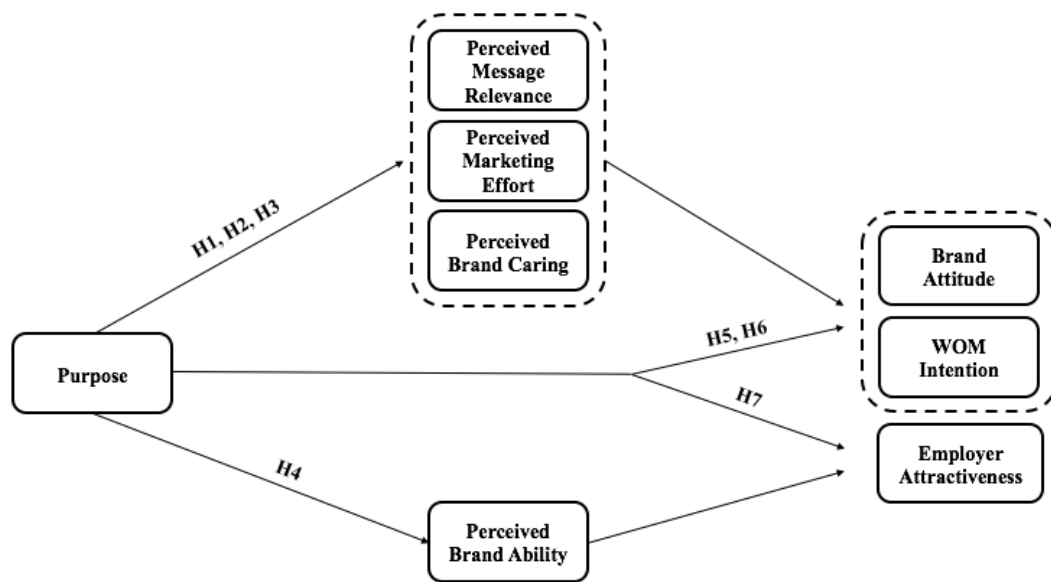 Perceived
Message
Relevance
Perceived
Marketing
Effort
Perceived
Brand Caring
H1, H2, H3
Brand
Attitude
WOM
Intention
H5, H6
Purpose
H7
Employer
Attractiveness
H4
Perceived
Brand Ability